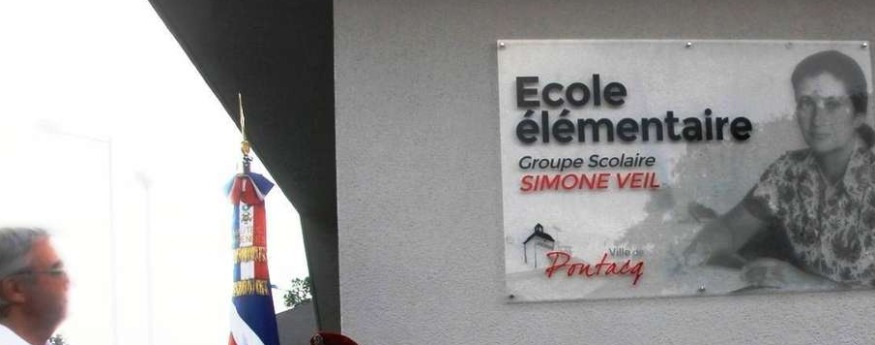 Ecole
élémentaire
Groupe Scolaire
SIMONE VEIL
Ville de
Pontacq